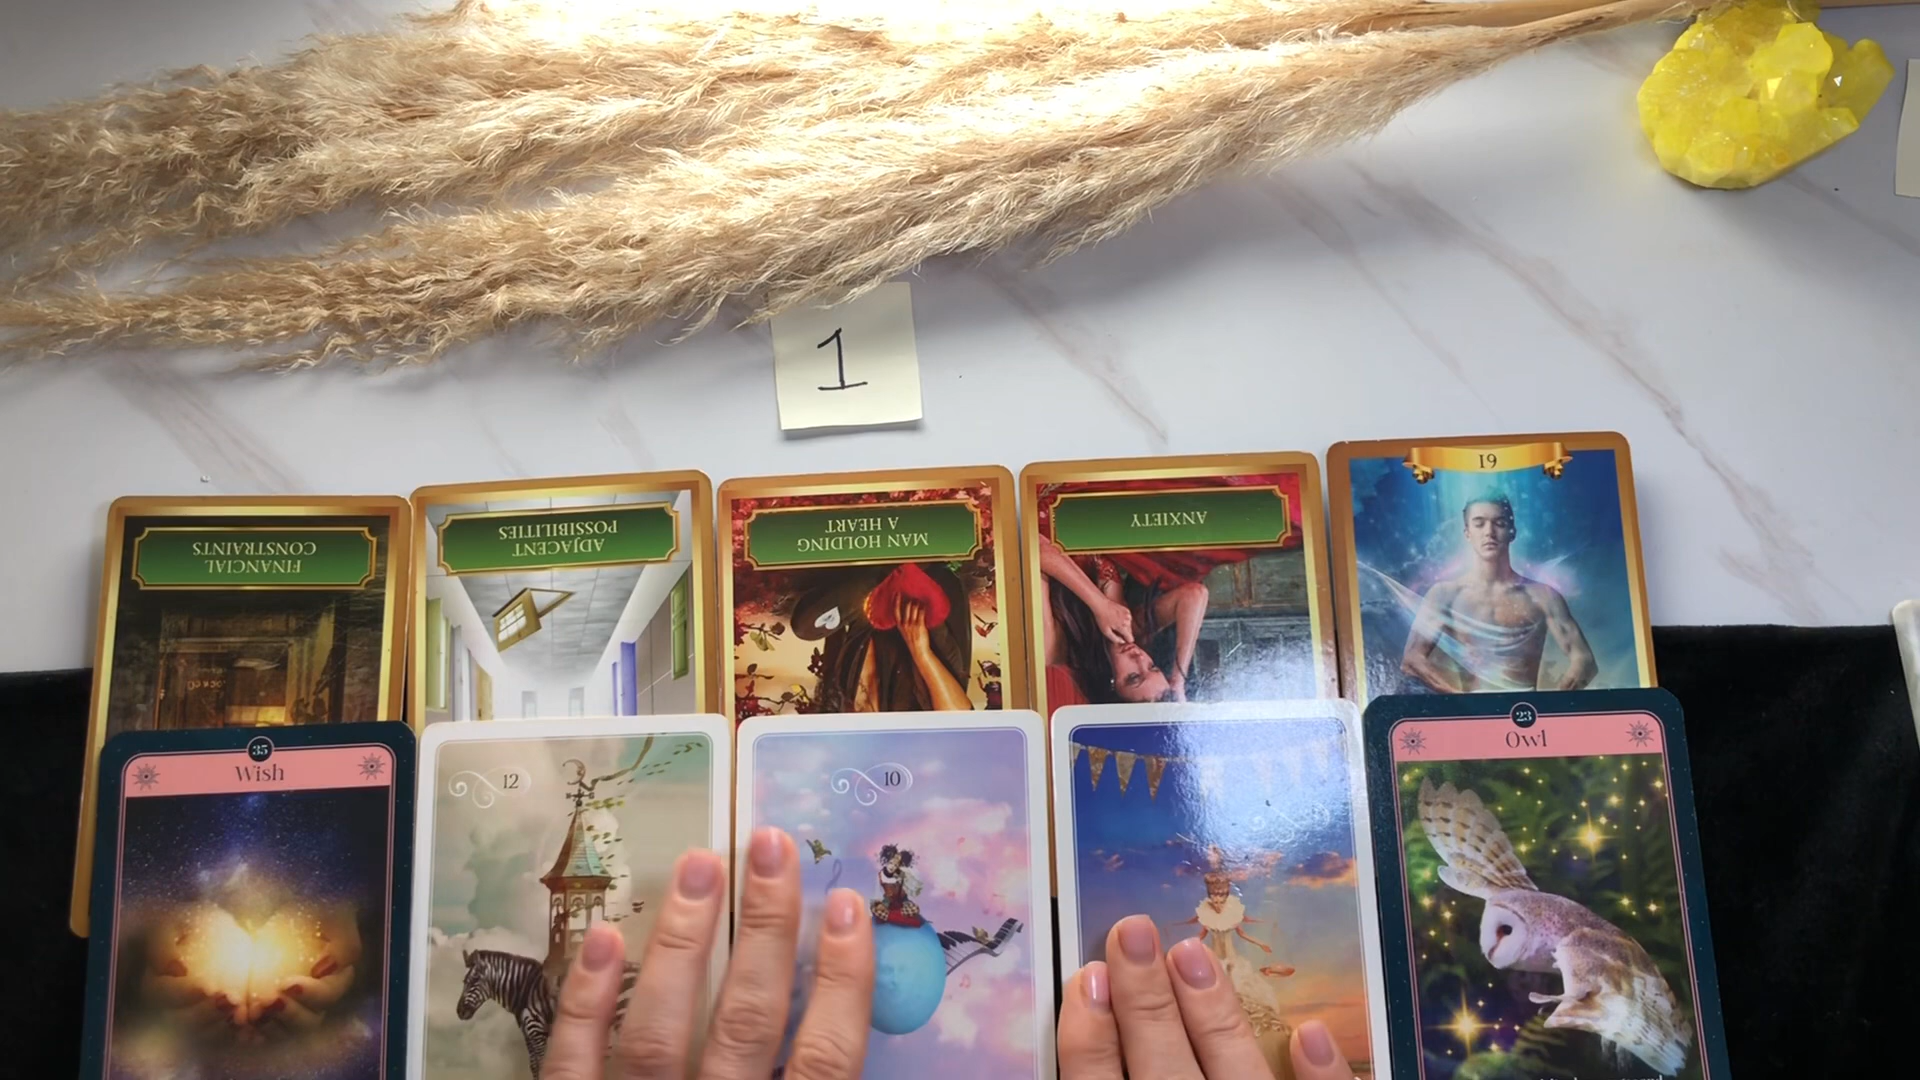 1
FINANCIAL
CONSTRAINTS
ADJACENT
POSSIBILITIES
MAN HOLDING
A HEART
ANXIETY
19
35
Wish
12
10
23
Owl